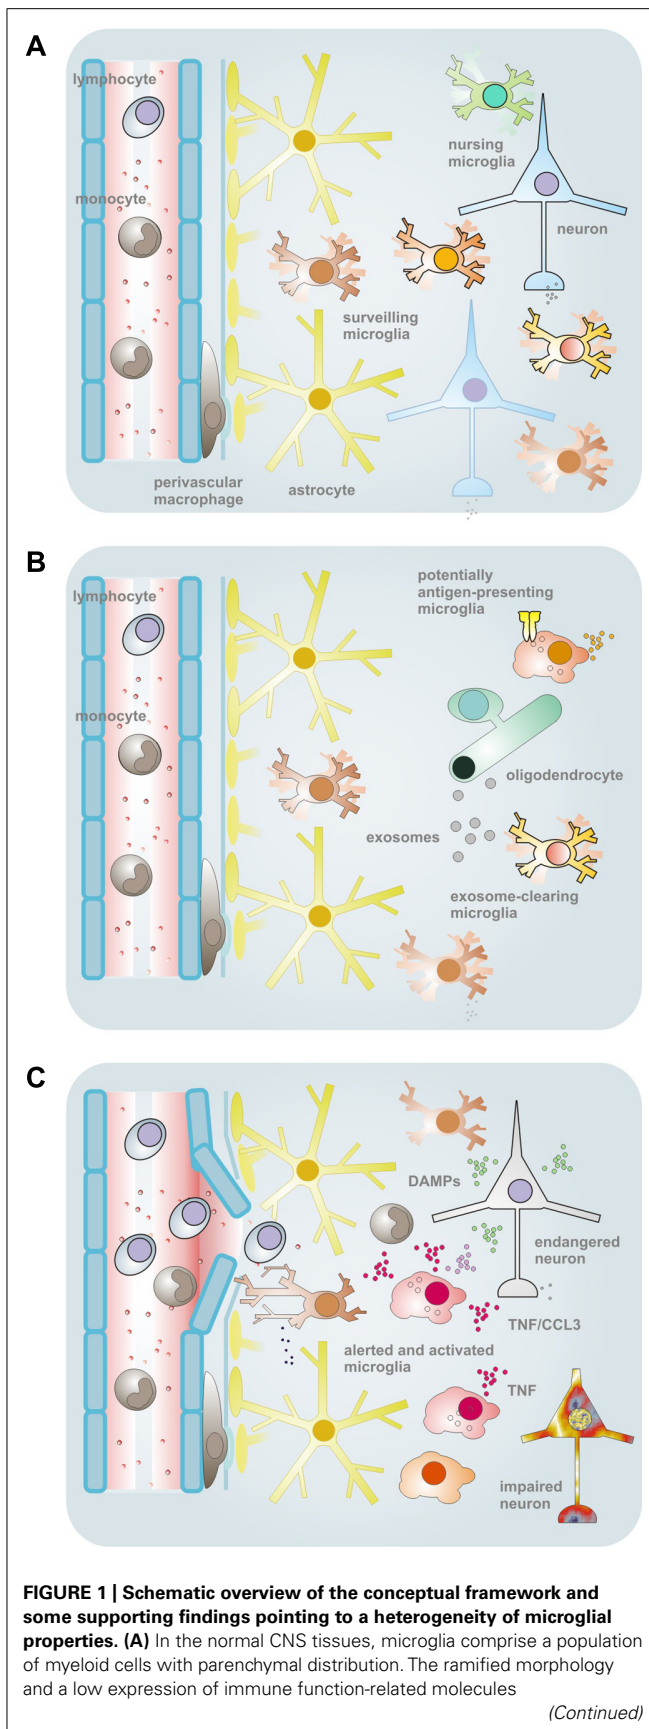 A
lymphocyte
monocyte
nursing
microglia
neuron
surveilling
microglia
perivascular
macrophage
astrocyte
B
lymphocyte
monocyte
potentially
antigen-presenting
microglia
oligodendrocyte
exosomes
exosome-clearing
microglia
C
DAMPs
endangered
neuron
TNF/CCL3
alerted and activated
microglia
TNF
impaired
neuron
FIGURE 1 | Schematic overview of the conceptual framework and
some supporting findings pointing to a heterogeneity of microglial
properties. (A) In the normal CNS tissues, microglia comprise a population
of myeloid cells with parenchymal distribution. The ramified morphology
and a low expression of immune function-related molecules
(Continued)